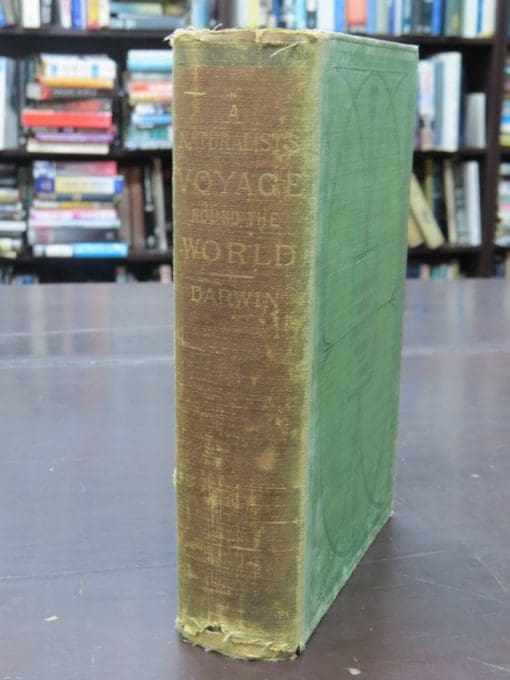 A
NATURALIST'S
VOYAGE
ROUND THE
WORLD
DARWIN